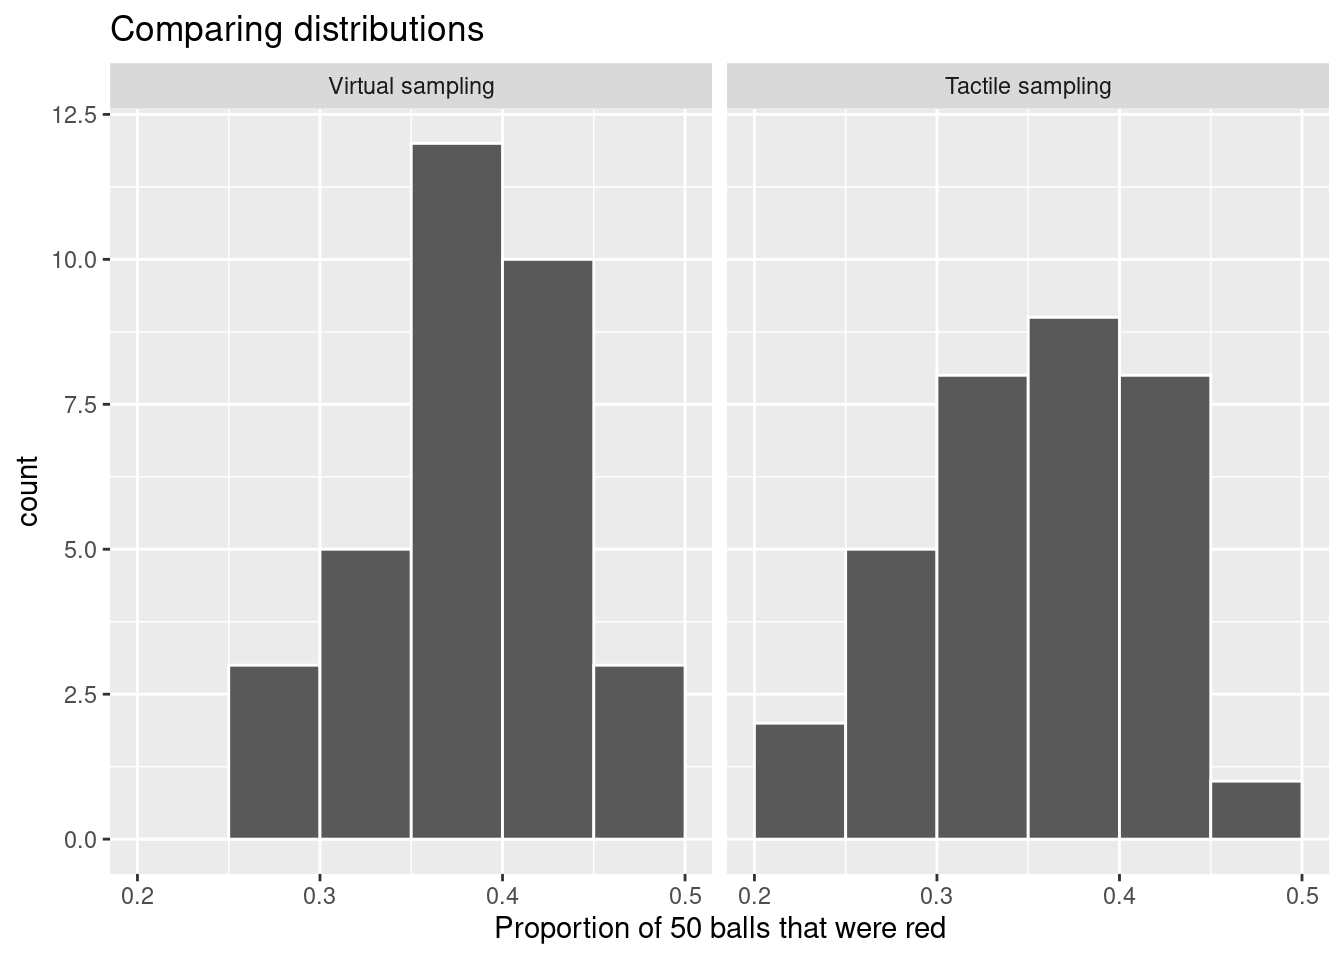 Comparing distributions
Virtual sampling
Tactile sampling
12.5
10.0
7.5
5.0
2.5
0.0
count
0.2 0.3 0.4 0.5
0.2 0.3 0.4 0.5
Proportion of 50 balls that were red